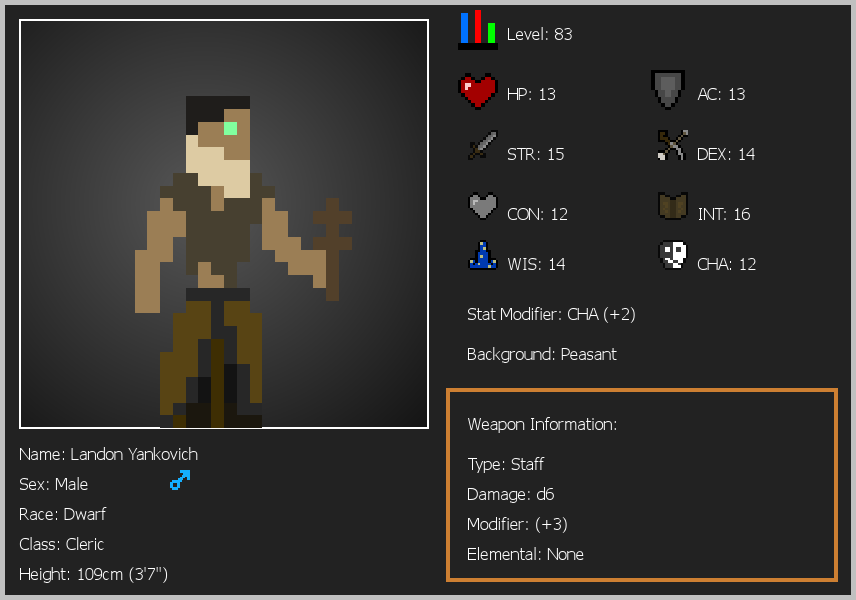 Level: 83
HP: 13
AC: 13
STR: 15
DEX: 14
CON: 12
INT: 16
WIS: 14
CHA: 12
Stat Modifier: CHA (+2)
Background: Peasant
Weapon Information:
Type: Staff
Damage: d6
Modifier: (+3)
Elemental: None
Name: Landon Yankovich
Sex: Male
Race: Dwarf
Class: Cleric
Height: 109cm (3'7")